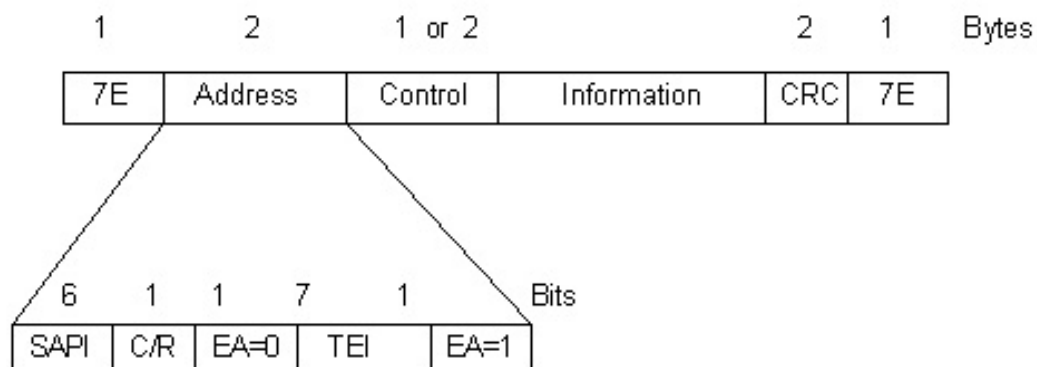 1 2 1 or 2 2 1 Bytes
7E Address Control Information CRC 7E
6 1 1 7 1 Bits
SAPI C/R EA=0 TEI EA=1